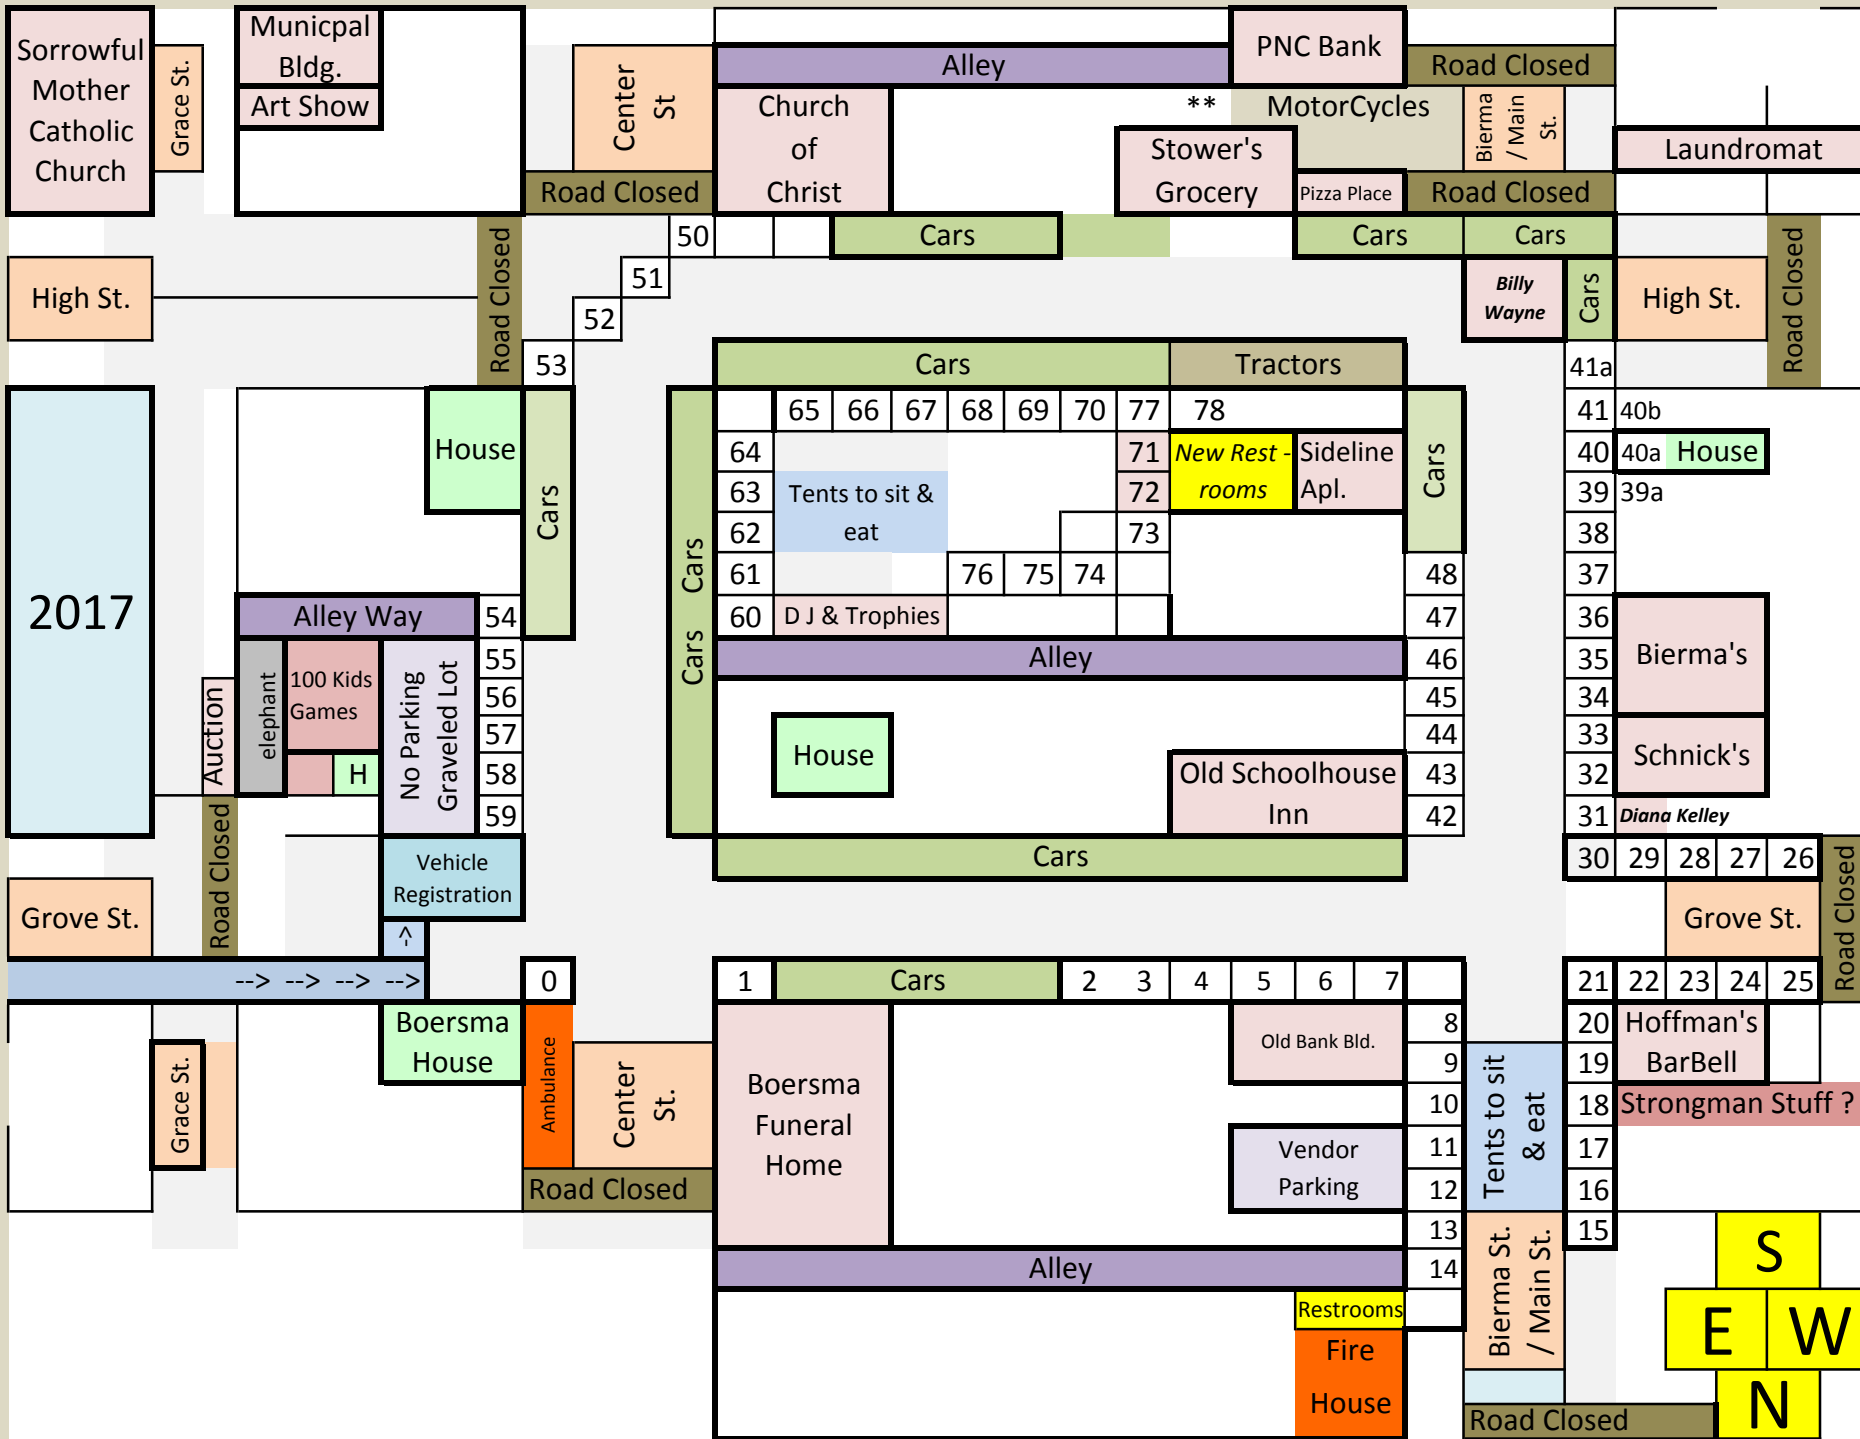 Sorrowful
Mother
Catholic
Church
Grace St.
Municpal
Bldg.
Art Show
Center
St
Road Closed
Alley
PNC Bank
Road Closed
Church
of
Christ
**
MotorCycles
Bierma
/ Main
St.
Stower's
Grocery
Pizza Place
Road Closed
Laundromat
High St.
Road Closed
50
51
52
53
Cars
Cars
Cars
Billy
Wayne
Cars
High St.
Road Closed
Cars
Tractors
41a
2017
House
Cars
Cars
Cars
65 66 67 68 69 70 77 78
64
63
62
61
60
Tents to sit &
eat
71
72
73
76 75 74
New Rest -
rooms
Sideline
Apl.
Cars
D J & Trophies
41 40b
40 40a House
39 39a
38
37
36
35
34
33
32
31 Diana Kelley
Bierma's
Schnick's
48
47
46
45
44
43
42
Alley Way
54
55
56
57
58
59
Auction
elephant
100 Kids
Games
H
No Parking
Graveled Lot
Alley
House
Old Schoolhouse
Inn
Cars
Road Closed
Vehicle
Registration
Grove St.
->
--> --> --> -->
30 29 28 27 26
Grove St.
Road Closed
0
1
Cars
2 3 4 5 6 7
21 22 23 24 25
Grace St.
Boersma
House
Ambulance
Center
St.
Road Closed
Boersma
Funeral
Home
Old Bank Bld.
Vendor
Parking
8
9
10
11
12
13
14
Tents to sit
& eat
20
19
18
17
16
15
Hoffman's
BarBell
Strongman Stuff ?
Alley
Restrooms
Fire
House
Bierma St.
/ Main St.
Road Closed
S
E W
N